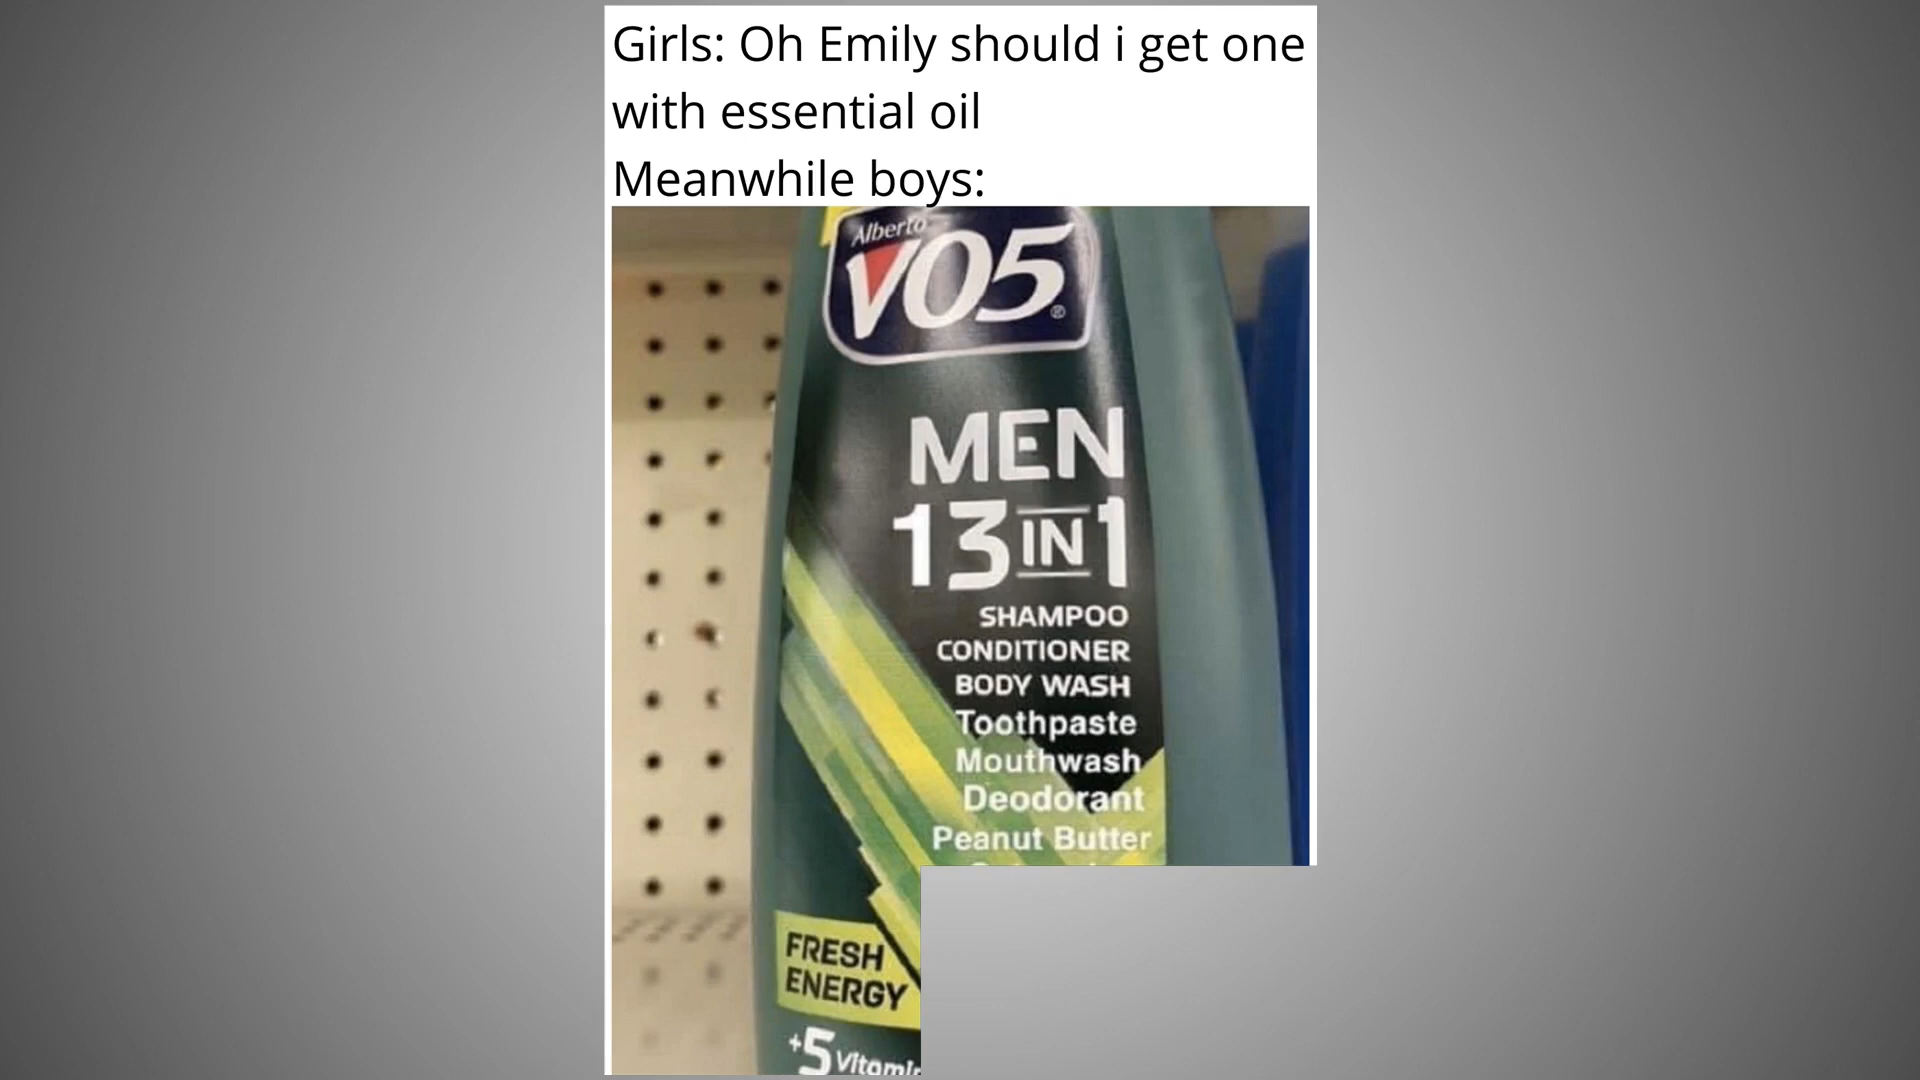 Girls: Oh Emily should i get one
with essential oil
Meanwhile boys:
Alberto
VO5®
MEN
13 IN 1
SHAMPOO
CONDITIONER
BODY WASH
Toothpaste
Mouthwash
Deodorant
Peanut Butter
FRESH
ENERGY
+5